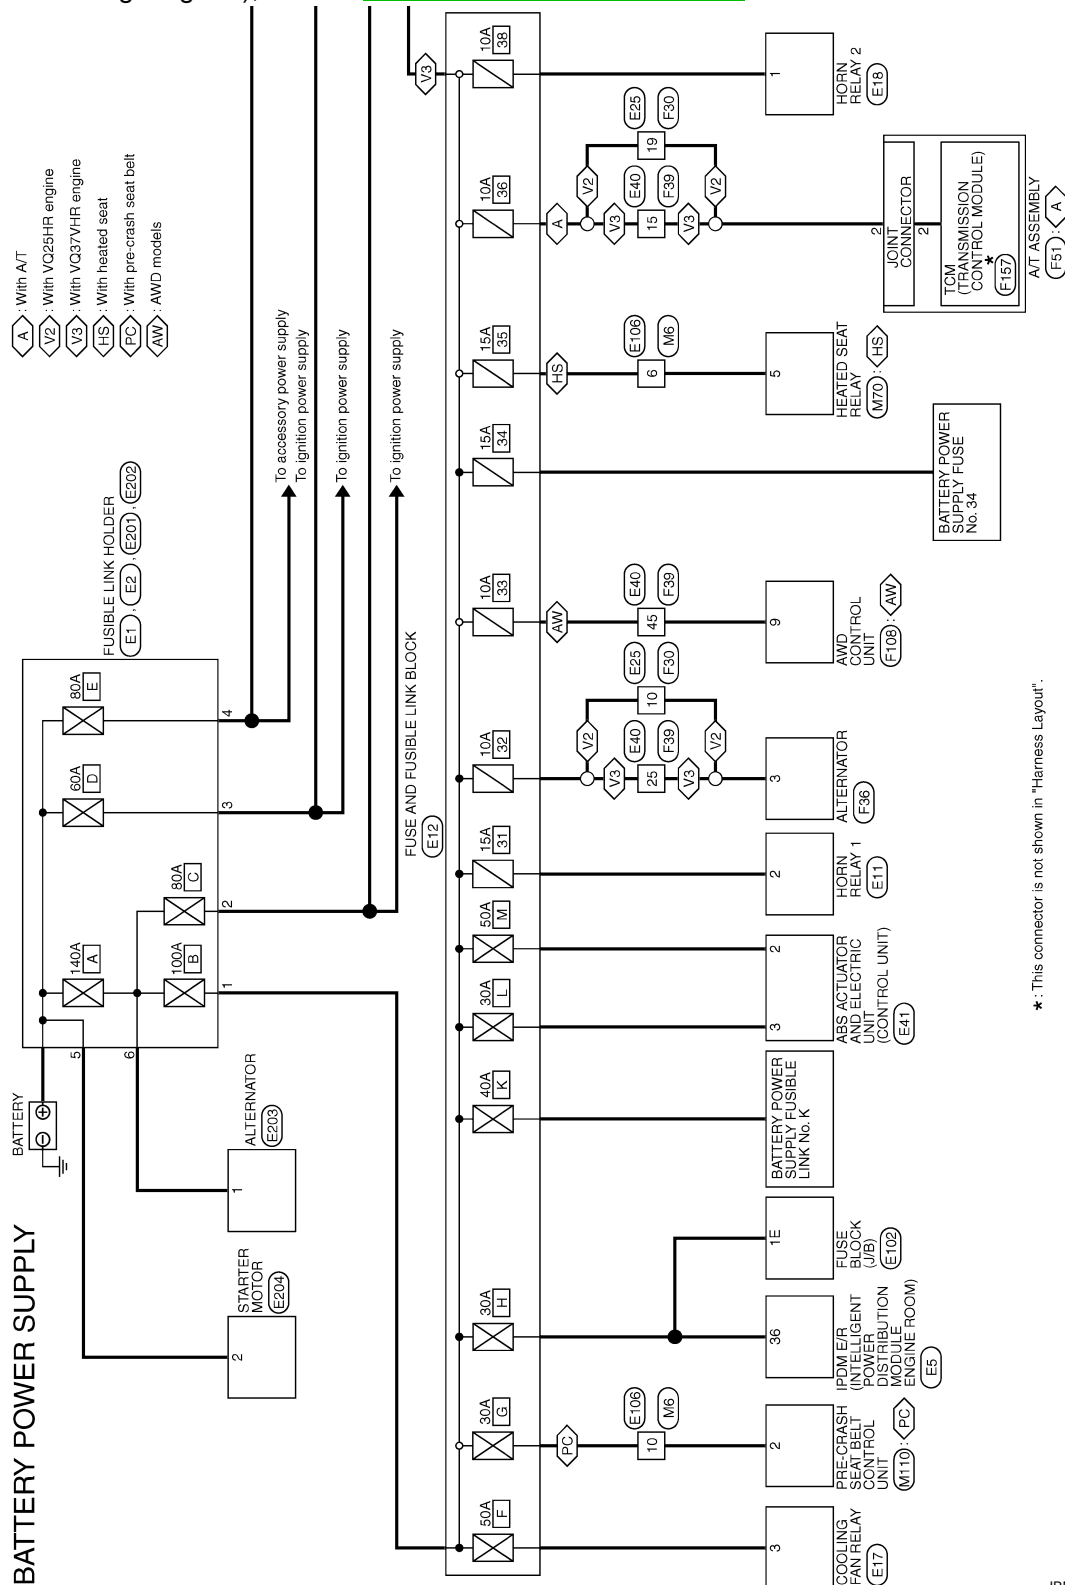 BATTERY POWER SUPPLY
A : With A/T
V2 : With VQ25HR engine
V3 : With VQ37VHR engine
HS : With heated seat
PC : With pre-crash seat belt
AW : AWD models
BATTERY
FUSIBLE LINK HOLDER
E1 , E2 , E201 , E202
140A
A
100A
B
80A
C
60A
D
80A
E
5
6
1
2
3
4
STARTER
MOTOR
E204
2
ALTERNATOR
E203
1
To accessory power supply
To ignition power supply
To ignition power supply
To ignition power supply
FUSE AND FUSIBLE LINK BLOCK
E12
V3
50A
F
30A
G
30A
H
40A
K
30A
L
50A
M
15A
31
10A
32
10A
33
15A
34
15A
35
10A
36
10A
38
3
COOLING
FAN RELAY
E17
PC
E106
10
M6
2
PRE-CRASH
SEAT BELT
CONTROL
UNIT
M110 : PC
36
IPDM E/R
(INTELLIGENT
POWER
DISTRIBUTION
MODULE
ENGINE ROOM)
E5
1E
FUSE
BLOCK
(J/B)
E102
BATTERY POWER
SUPPLY FUSIBLE
LINK No. K
3
2
ABS ACTUATOR
AND ELECTRIC
UNIT
(CONTROL UNIT)
E41
2
HORN
RELAY 1
E11
V2
V3
E40
25
F39
E25
10
F30
V3
V2
3
ALTERNATOR
F36
AW
E40
45
F39
9
AWD
CONTROL
UNIT
F108 : AW
BATTERY POWER
SUPPLY FUSE
No. 34
HS
E106
6
M6
5
HEATED SEAT
RELAY
M70 : HS
A
V2
V3
E40
15
F39
E25
19
F30
V3
V2
2
JOINT
CONNECTOR
2
TCM
(TRANSMISSION
CONTROL MODULE)
* F157
A/T ASSEMBLY
F51 : A
1
HORN
RELAY 2
E18
* : This connector is not shown in "Harness Layout".